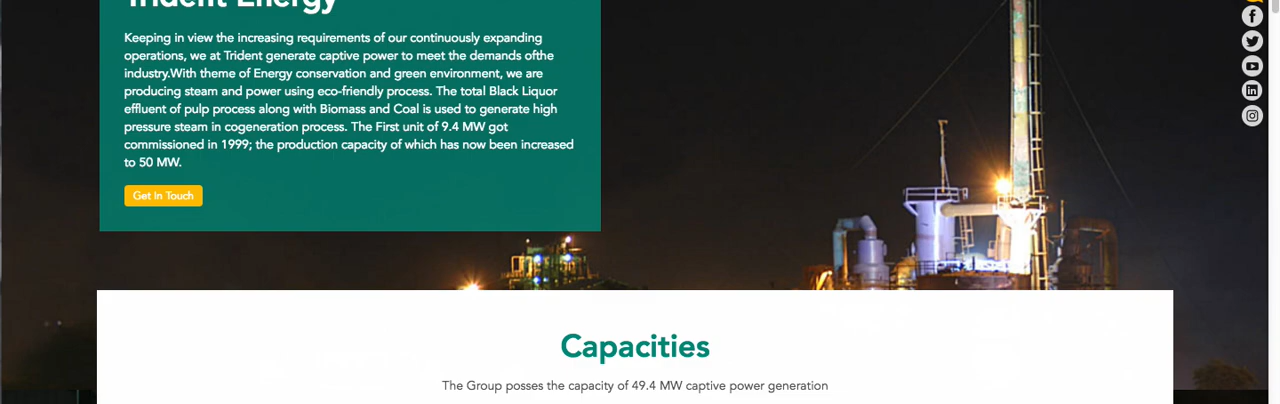 Trident Energy
Keeping in view the increasing requirements of our continuously expanding
operations, we at Trident generate captive power to meet the demands ofthe
industry.With theme of Energy conservation and green environment, we are
producing steam and power using eco-friendly process. The total Black Liquor
effluent of pulp process along with Biomass and Coal is used to generate high
pressure steam in cogeneration process. The First unit of 9.4 MW got
commissioned in 1999; the production capacity of which has now been increased
to 50 MW.
Get in Touch
Capacities
The Group posses the capacity of 49.4 MW captive power generation